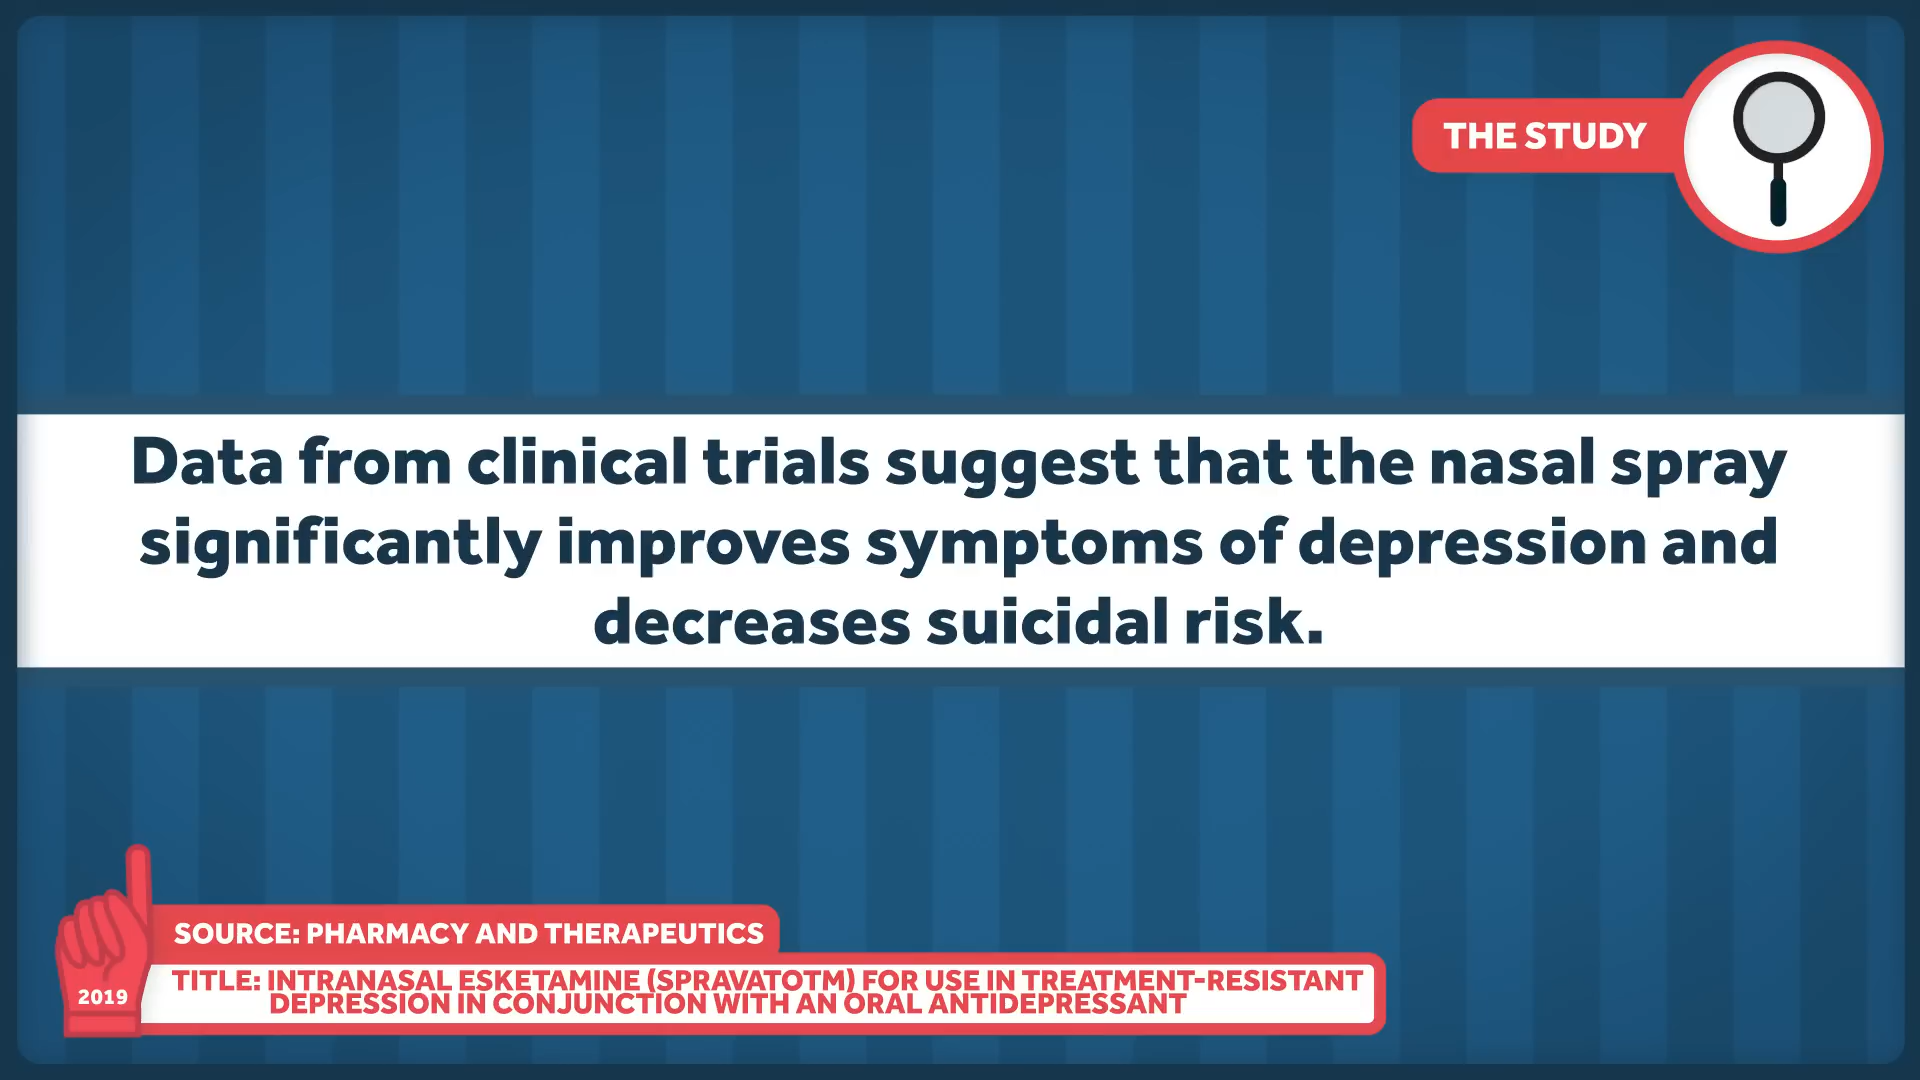 THE STUDY
Data from clinical trials suggest that the nasal spray
significantly improves symptoms of depression and
decreases suicidal risk.
SOURCE: PHARMACY AND THERAPEUTICS
TITLE: INTRANASAL ESKETAMINE (SPRAVATOTM) FOR USE IN TREATMENT-RESISTANT
DEPRESSION IN CONJUNCTION WITH AN ORAL ANTIDEPRESSANT
2019